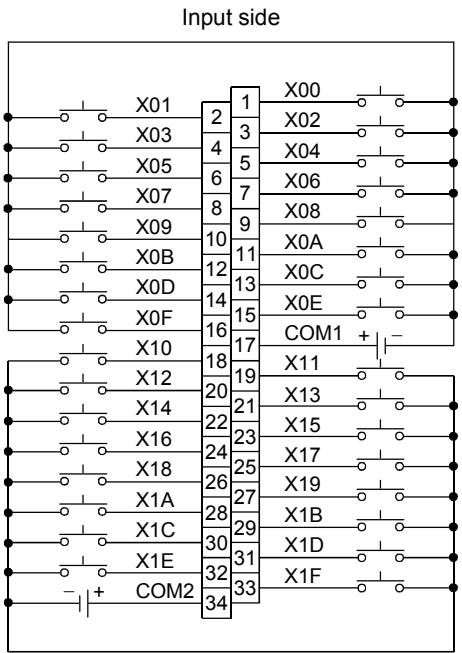 Input side
X00
1
X01
2
X02
3
X03
4
X04
5
X05
6
X06
7
X07
8
X08
9
X09
10
X0A
11
X0B
12
X0C
13
X0D
14
X0E
15
X0F
16
COM1 + −
17
X10
18
X11
19
X12
20
X13
21
X14
22
X15
23
X16
24
X17
25
X18
26
X19
27
X1A
28
X1B
29
X1C
30
X1D
31
X1E
32
X1F
33
− + COM2
34